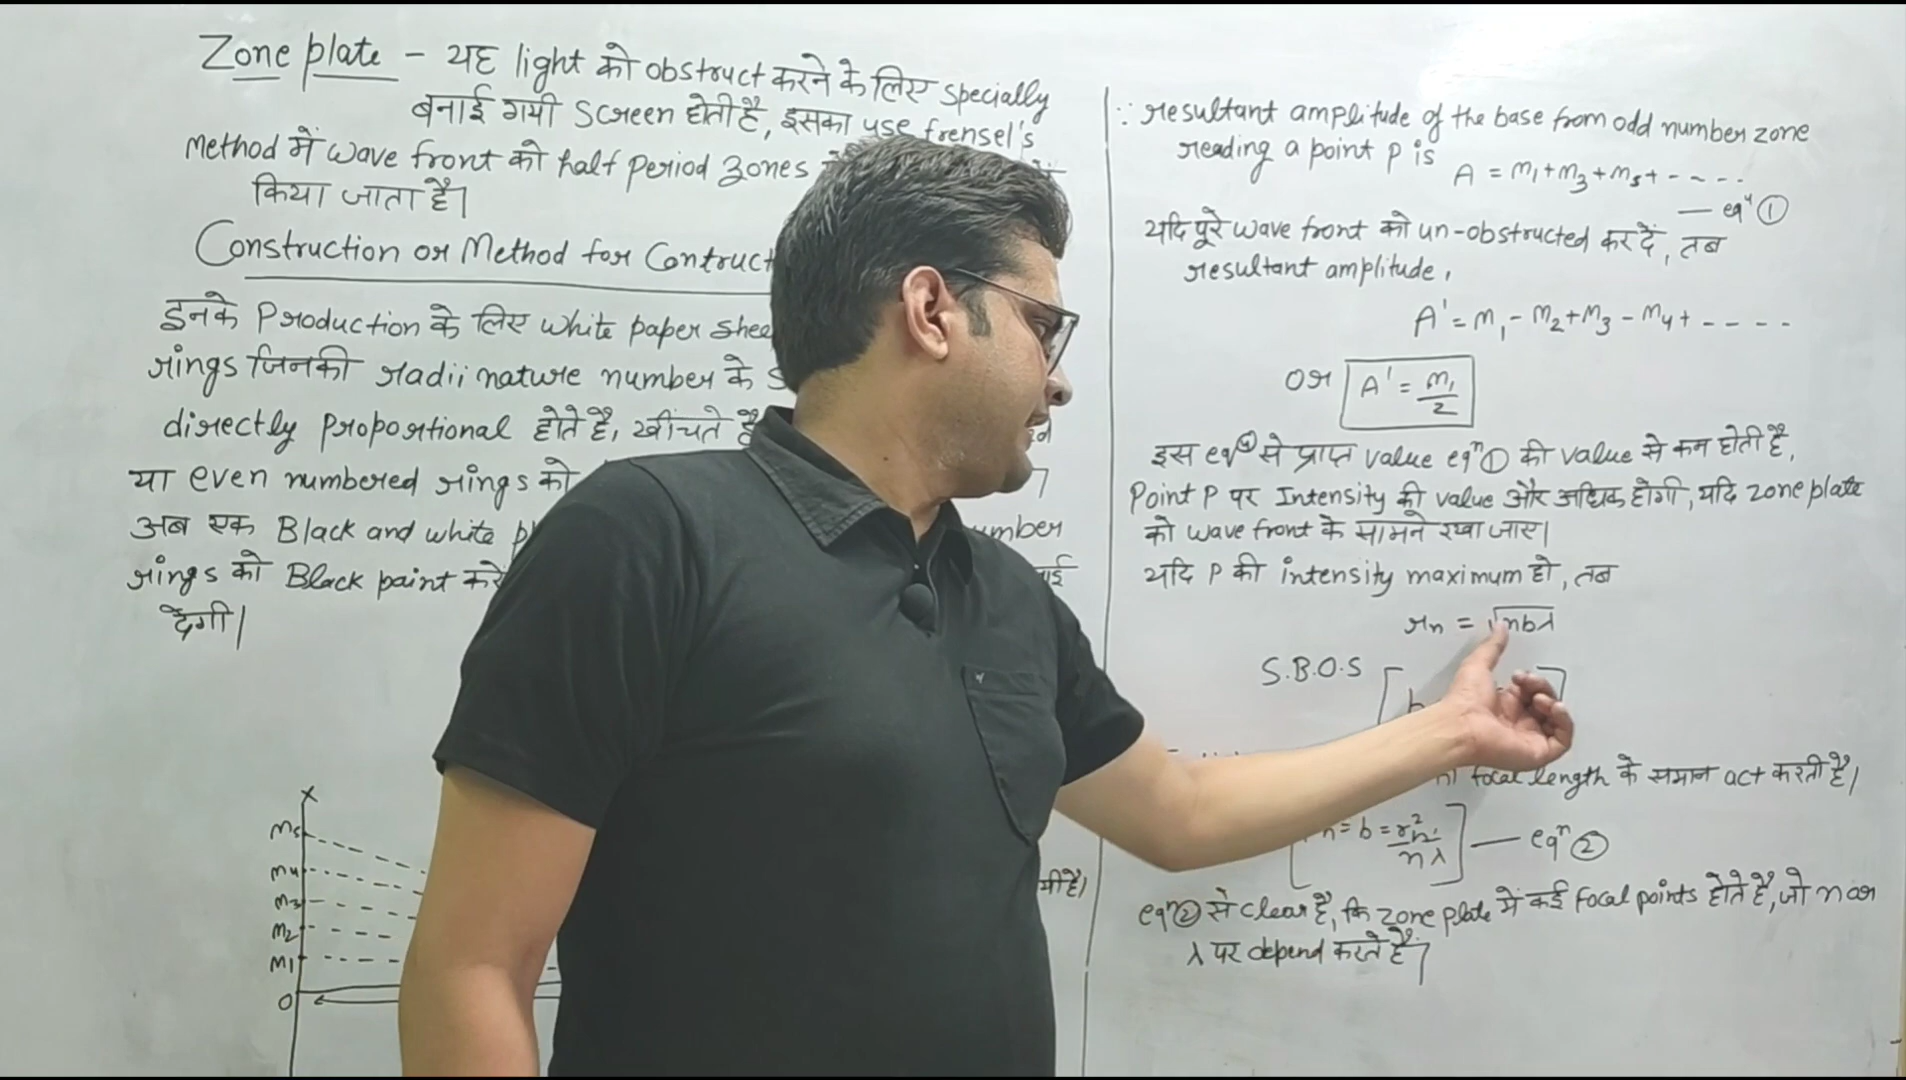 Zone plate - यह light को obstruct करने के लिए specially
बनाई गयी screen होती है, इसका use frensel's
Method में wave front को half period zones
किया जाता है।
Construction or Method for Contruct
इनके Production के लिए white paper shee
rings जिनकी radii nature number के s
directly proportional होते है, खींचते है
या even numbered rings को
अब एक Black and white p
umber
rings को Black paint करे
देगी।
X
M5
M4
M3
M2
M1
O
∵ resultant amplitude of the base from odd number zone
reading a point p is
A = m1+m3+m5+ - - - -
— eqⁿ ①
यदि पूरे wave front को un-obstructed कर दें, तब
resultant amplitude,
A' = m1 - m2 + m3 - m4 + - - - -
or A' = m1/2
इस eqⁿ से प्राप्त value eqⁿ① की value से कम होती है,
Point P पर Intensity की value और अधिक होगी, यदि zone plate
को wave front के सामने रखा जाए।
यदि P की intensity maximum हो, तब
rn = √nbλ
S.B.O.S
b
focal length के समान act करती है।
n = b = rn²/nλ — eqⁿ ②
eqⁿ② से clear है, कि zone plate में कई focal points होते है, जो n or
λ पर depend करते है।